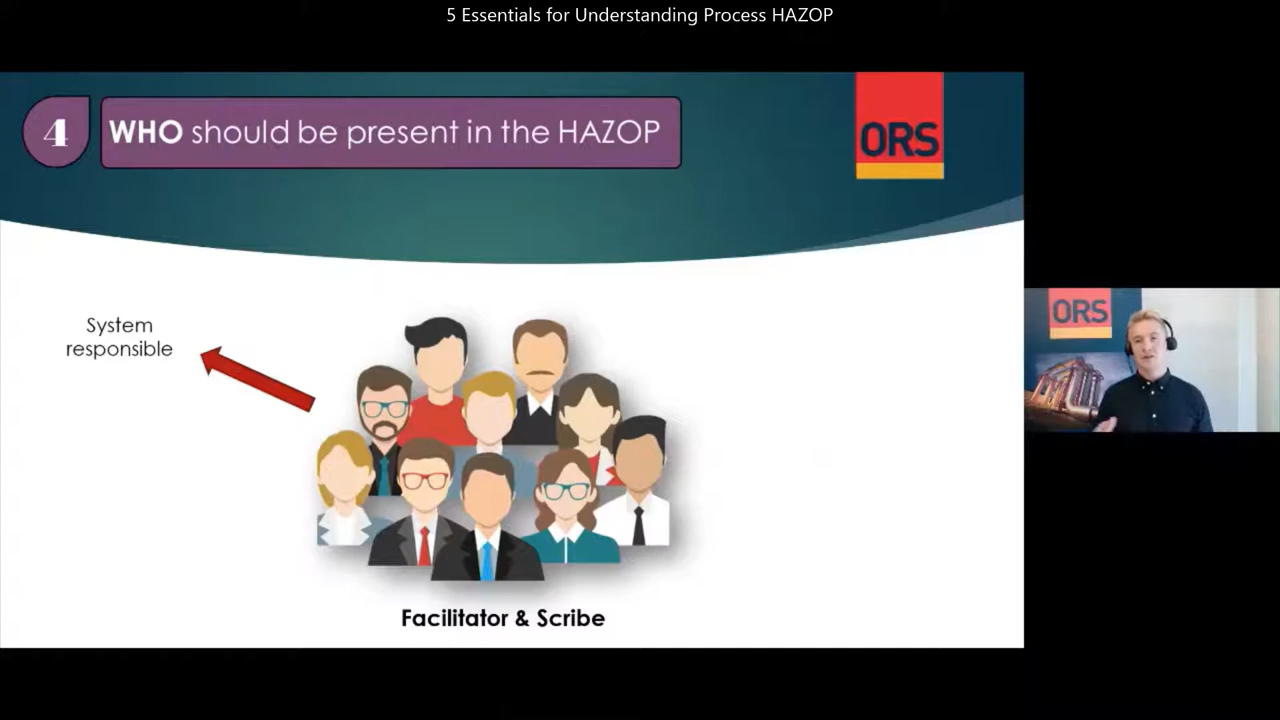 5 Essentials for Understanding Process HAZOP
4
WHO should be present in the HAZOP
ORS
System
responsible
ORS
Facilitator & Scribe